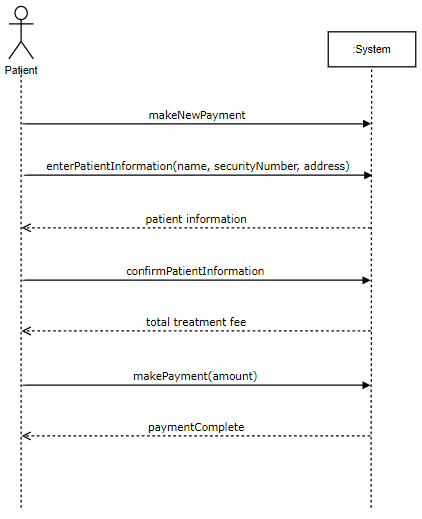 Patient
:System
makeNewPayment
enterPatientInformation(name, securityNumber, address)
patient information
confirmPatientInformation
total treatment fee
makePayment(amount)
paymentComplete